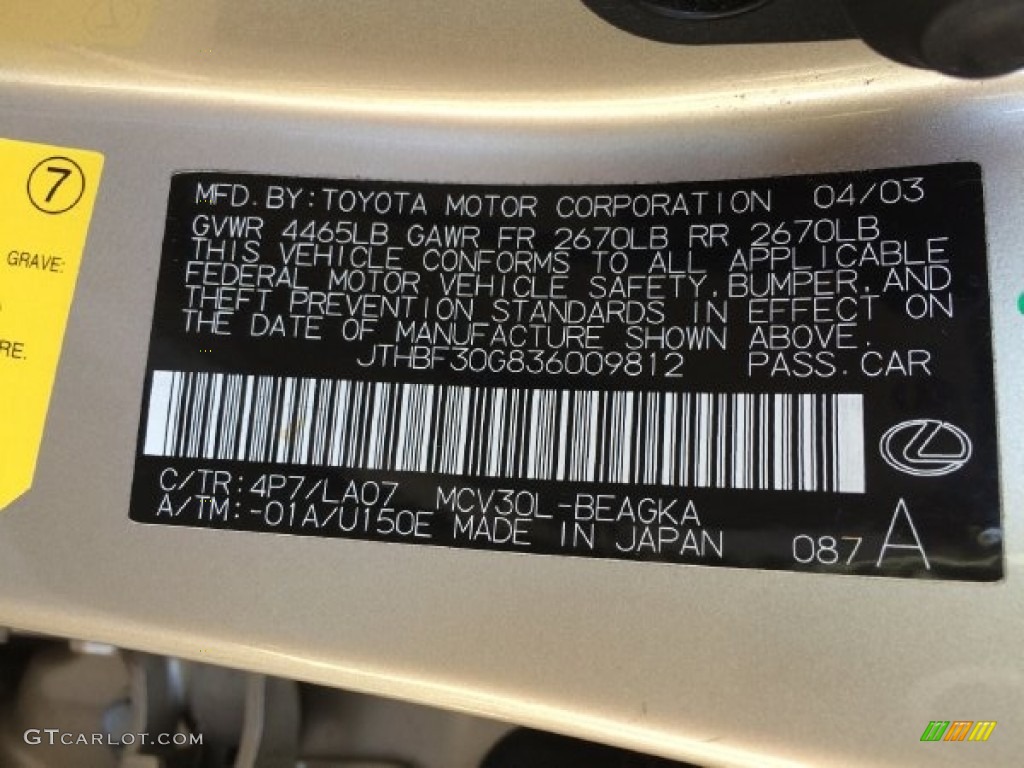 7
GRAVE:
RE.
MFD. BY: TOYOTA MOTOR CORPORATION 04/03
GVWR 4465LB GAWR FR 2670LB RR 2670LB
THIS VEHICLE CONFORMS TO ALL APPLICABLE
FEDERAL MOTOR VEHICLE SAFETY, BUMPER, AND
THEFT PREVENTION STANDARDS IN EFFECT ON
THE DATE OF MANUFACTURE SHOWN ABOVE.
JTHBF30G836009812 PASS. CAR
C/TR: 4P7/LA07 MCV30L-BEAGKA
A/TM: -01A/U150E MADE IN JAPAN 087 A
GTCARLOT.COM